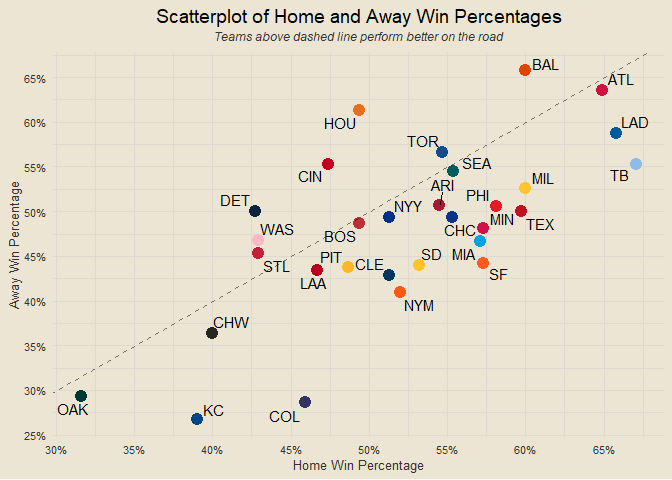 Scatterplot of Home and Away Win Percentages
Teams above dashed line perform better on the road
65%
60%
55%
50%
45%
40%
35%
30%
25%
Away Win Percentage
BAL
ATL
HOU
LAD
TOR
SEA
CIN
TB
ARI
MIL
DET
NYY
PHI
WAS
BOS
CHC
MIN
TEX
STL
PIT
CLE
SD
MIA
LAA
SF
NYM
CHW
OAK
KC
COL
30%
35%
40%
45%
50%
55%
60%
65%
Home Win Percentage